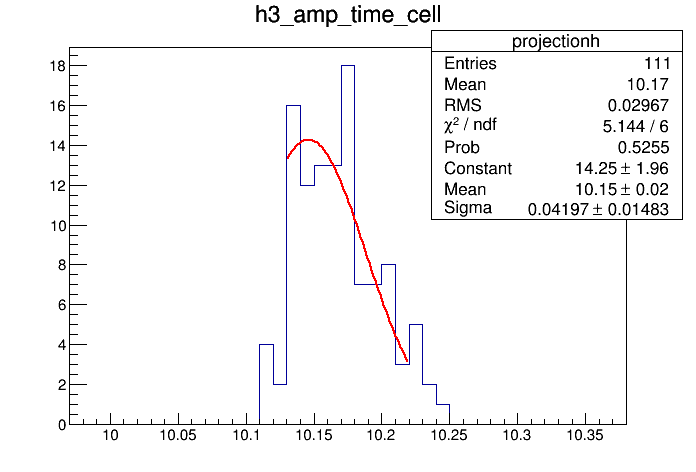 h3_amp_time_cell
projectionh
Entries 111
Mean 10.17
RMS 0.02967
χ² / ndf 5.144 / 6
Prob 0.5255
Constant 14.25 ± 1.96
Mean 10.15 ± 0.02
Sigma 0.04197 ± 0.01483
18
16
14
12
10
8
6
4
2
0
10 10.05 10.1 10.15 10.2 10.25 10.3 10.35